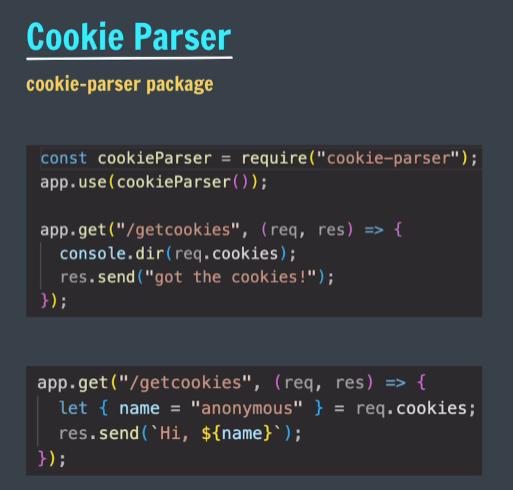 Cookie Parser
cookie-parser package
const cookieParser = require("cookie-parser");
app.use(cookieParser());
app.get("/getcookies", (req, res) => {
console.dir(req.cookies);
res.send("got the cookies!");
});
app.get("/getcookies", (req, res) => {
let { name = "anonymous" } = req.cookies;
res.send(`Hi, ${name}`);
});